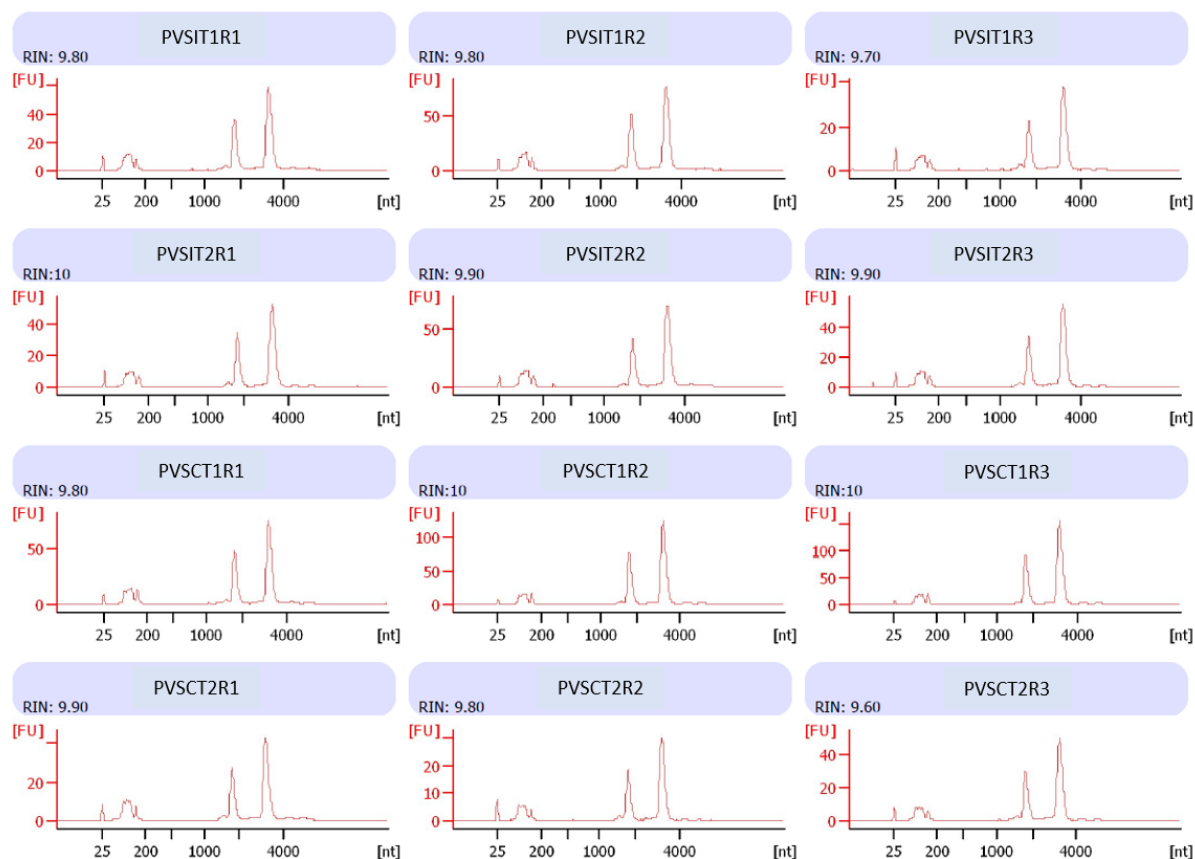 PVSIT1R1
RIN: 9.80
[FU]
40
20
0
25 200 1000 4000 [nt]
PVSIT1R2
RIN: 9.80
[FU]
50
0
25 200 1000 4000 [nt]
PVSIT1R3
RIN: 9.70
[FU]
20
0
25 200 1000 4000 [nt]
PVSIT2R1
RIN:10
[FU]
40
20
0
25 200 1000 4000 [nt]
PVSIT2R2
RIN: 9.90
[FU]
50
0
25 200 1000 4000 [nt]
PVSIT2R3
RIN: 9.90
[FU]
40
20
0
25 200 1000 4000 [nt]
PVSCT1R1
RIN: 9.80
[FU]
50
0
25 200 1000 4000 [nt]
PVSCT1R2
RIN:10
[FU]
100
50
0
25 200 1000 4000 [nt]
PVSCT1R3
RIN:10
[FU]
100
50
0
25 200 1000 4000 [nt]
PVSCT2R1
RIN: 9.90
[FU]
20
0
25 200 1000 4000 [nt]
PVSCT2R2
RIN: 9.80
[FU]
20
10
0
25 200 1000 4000 [nt]
PVSCT2R3
RIN: 9.60
[FU]
40
20
0
25 200 1000 4000 [nt]